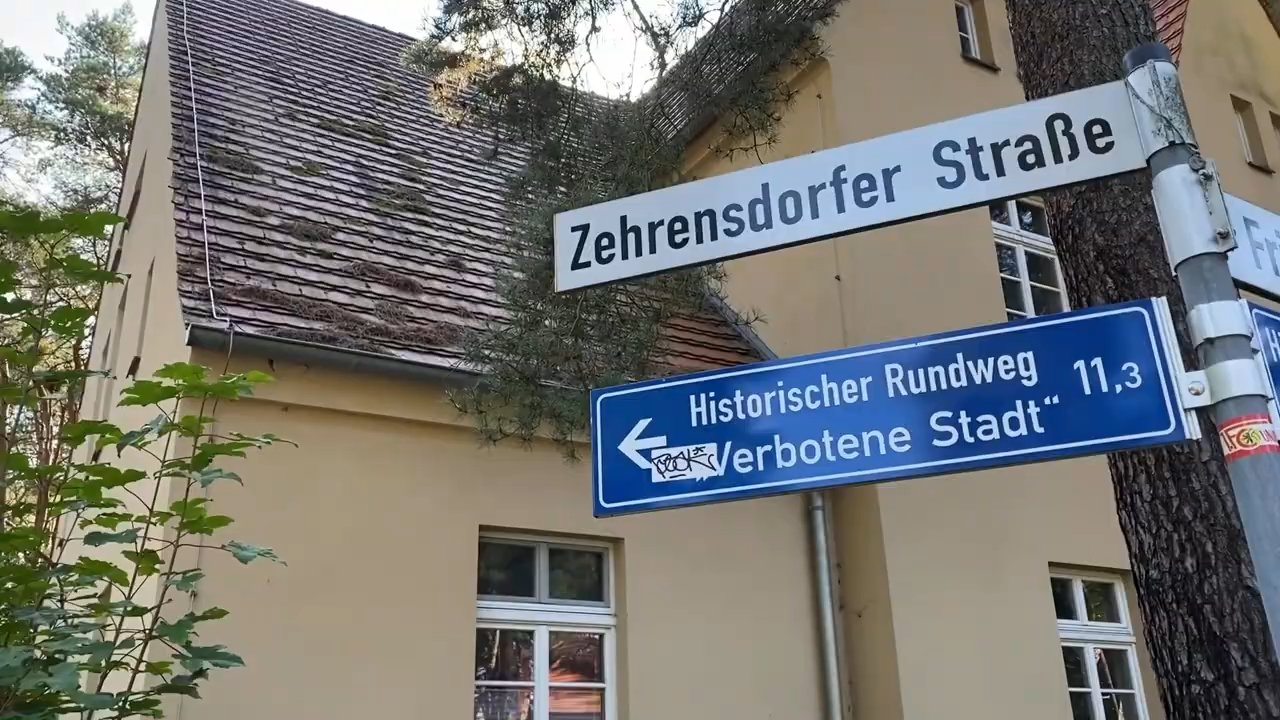 Zehrensdorfer Straße
Historischer Rundweg 11,3
Verbotene Stadt“